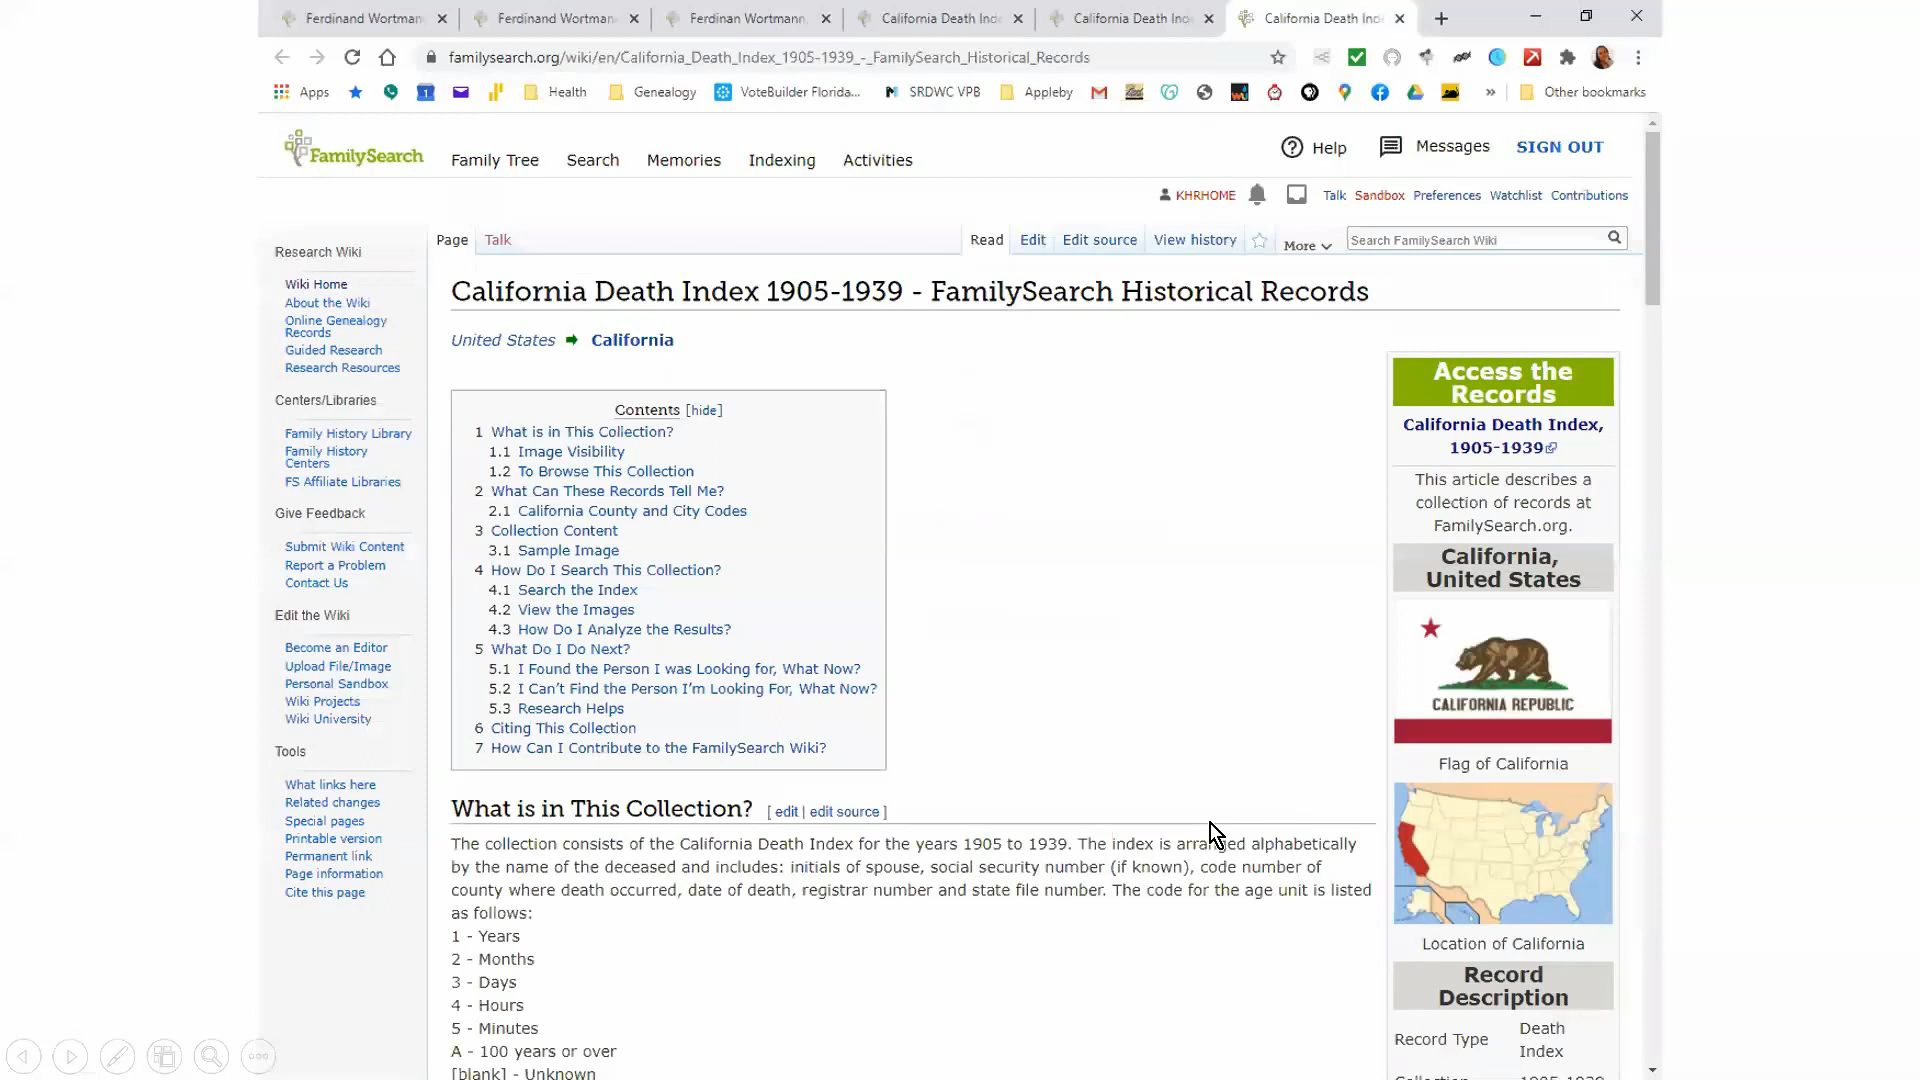 Ferdinand Wortman
Ferdinand Wortman
Ferdinan Wortmann,
California Death Ind
California Death Ind
California Death Ind
familysearch.org/wiki/en/California_Death_Index_1905-1939_-_FamilySearch_Historical_Records
Apps
Health
Genealogy
VoteBuilder Florida...
SRDWC VPB
Appleby
»
Other bookmarks
FamilySearch
Family Tree
Search
Memories
Indexing
Activities
Help
Messages
SIGN OUT
KHRHOME
Talk
Sandbox
Preferences
Watchlist
Contributions
Page
Talk
Read
Edit
Edit source
View history
More
Search FamilySearch Wiki
Research Wiki
Wiki Home
About the Wiki
Online Genealogy
Records
Guided Research
Research Resources
Centers/Libraries
Family History Library
Family History
Centers
FS Affiliate Libraries
Give Feedback
Submit Wiki Content
Report a Problem
Contact Us
Edit the Wiki
Become an Editor
Upload File/Image
Personal Sandbox
Wiki Projects
Wiki University
Tools
What links here
Related changes
Special pages
Printable version
Permanent link
Page information
Cite this page
California Death Index 1905-1939 - FamilySearch Historical Records
United States California
Contents [hide]
1 What is in This Collection?
1.1 Image Visibility
1.2 To Browse This Collection
2 What Can These Records Tell Me?
2.1 California County and City Codes
3 Collection Content
3.1 Sample Image
4 How Do I Search This Collection?
4.1 Search the Index
4.2 View the Images
4.3 How Do I Analyze the Results?
5 What Do I Do Next?
5.1 I Found the Person I was Looking for, What Now?
5.2 I Can't Find the Person I'm Looking For, What Now?
5.3 Research Helps
6 Citing This Collection
7 How Can I Contribute to the FamilySearch Wiki?
What is in This Collection? [ edit | edit source ]
The collection consists of the California Death Index for the years 1905 to 1939. The index is arranged alphabetically
by the name of the deceased and includes: initials of spouse, social security number (if known), code number of
county where death occurred, date of death, registrar number and state file number. The code for the age unit is listed
as follows:
1 - Years
2 - Months
3 - Days
4 - Hours
5 - Minutes
A - 100 years or over
[blank] - Unknown
Access the
Records
California Death Index,
1905-1939
This article describes a
collection of records at
FamilySearch.org.
California,
United States
CALIFORNIA REPUBLIC
Flag of California
Location of California
Record
Description
Record Type
Death
Index